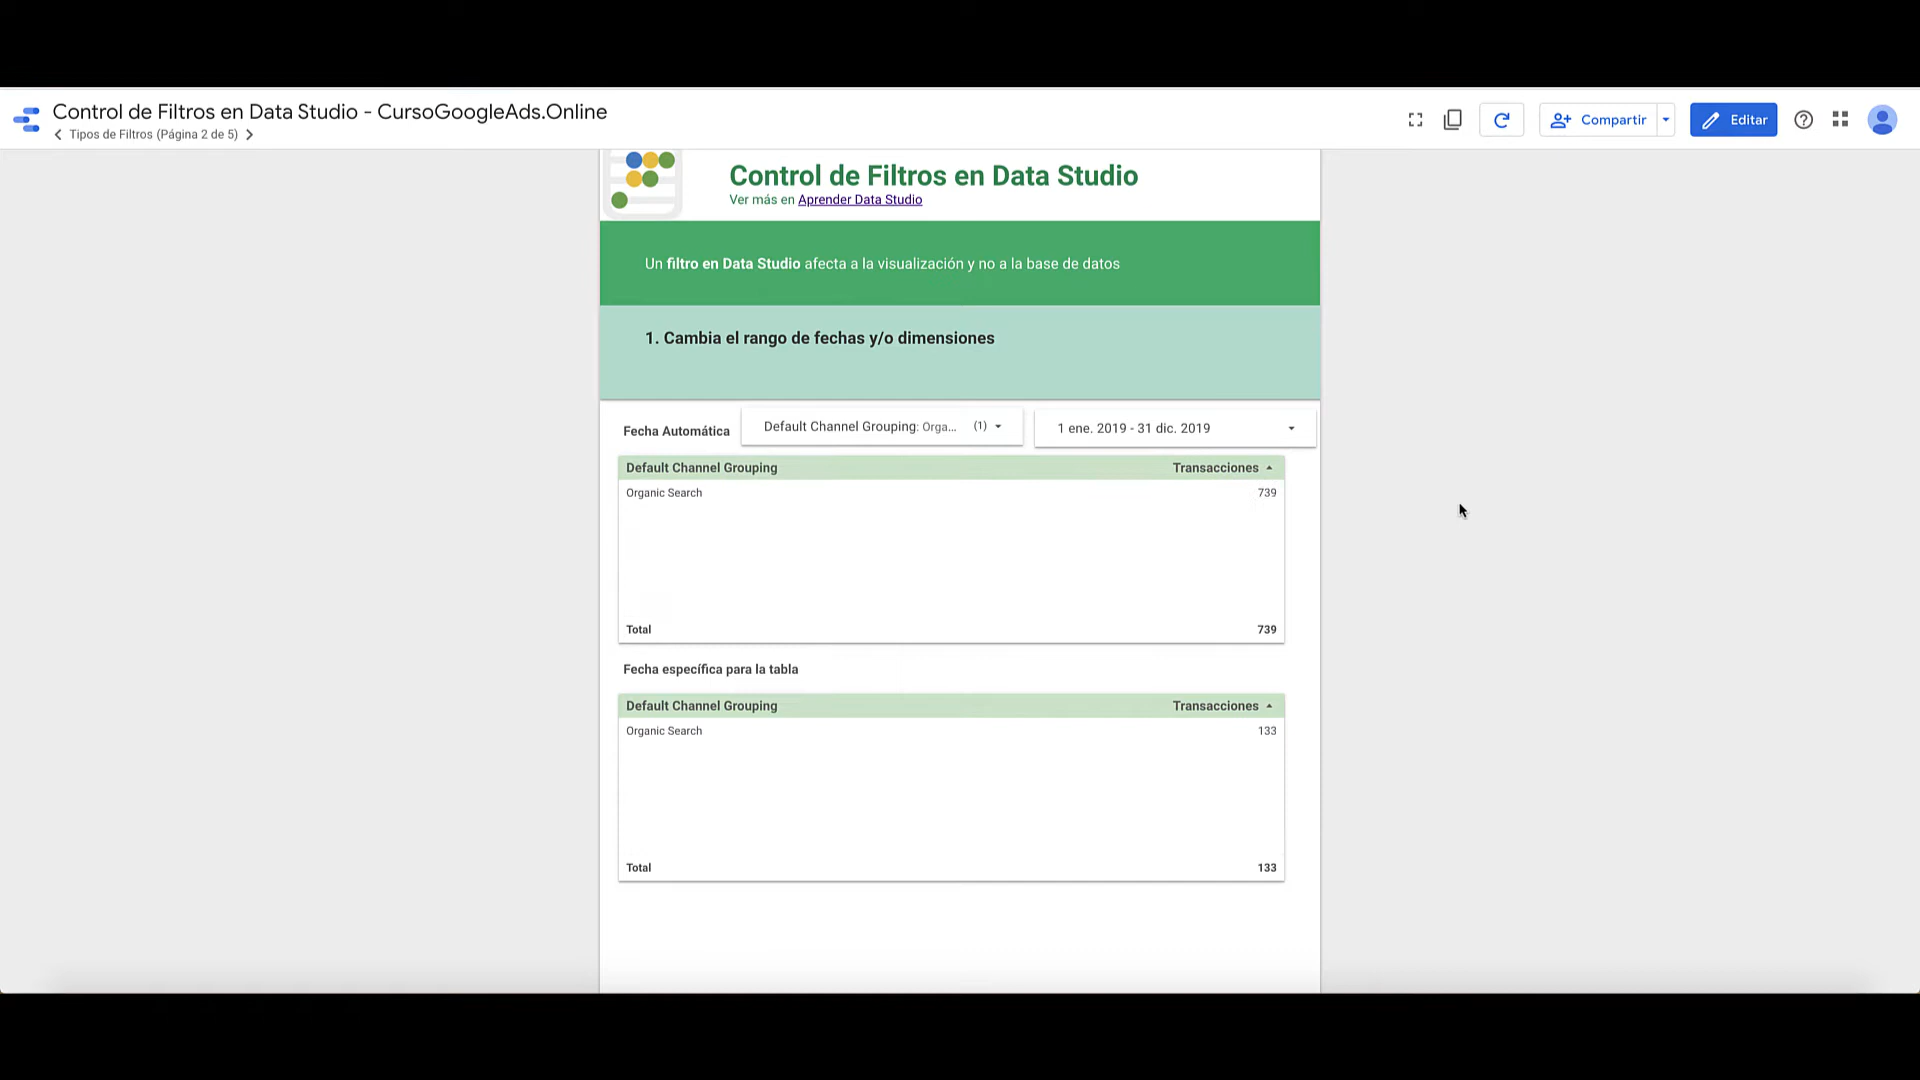 Control de Filtros en Data Studio - CursoGoogleAds.Online
Tipos de Filtros (Página 2 de 5)
Compartir
Editar
Control de Filtros en Data Studio
Ver más en Aprender Data Studio
Un filtro en Data Studio afecta a la visualización y no a la base de datos
1. Cambia el rango de fechas y/o dimensiones
Fecha Automática
Default Channel Grouping: Orga... (1)
1 ene. 2019 - 31 dic. 2019
Default Channel Grouping Transacciones
Organic Search 739
Total 739
Fecha específica para la tabla
Default Channel Grouping Transacciones
Organic Search 133
Total 133